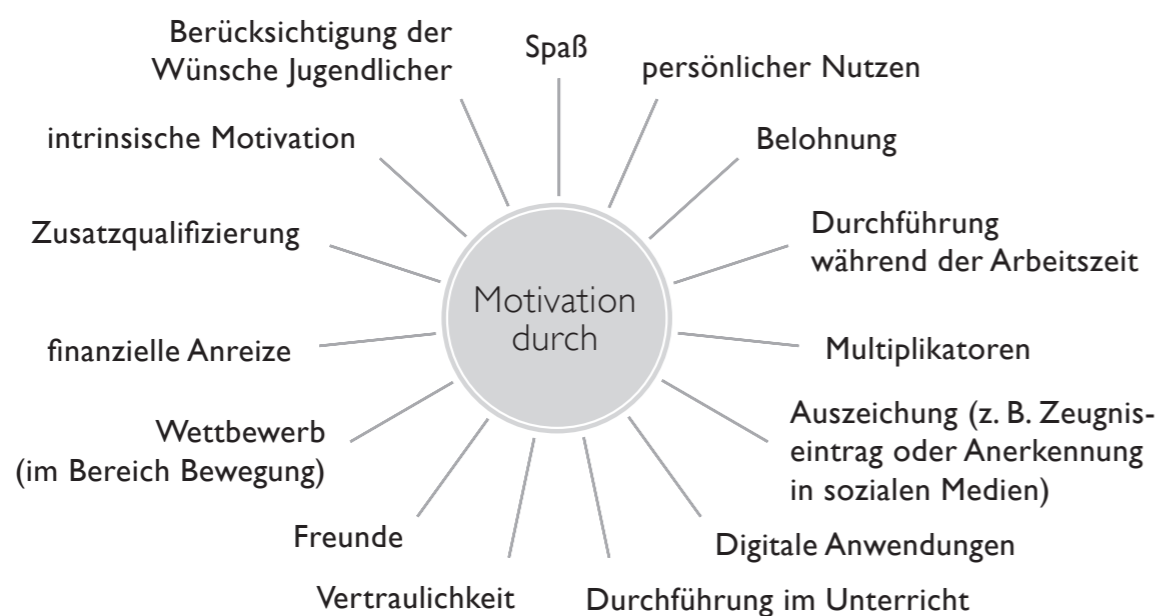 Berücksichtigung der
Wünsche Jugendlicher
Spaß
persönlicher Nutzen
intrinsische Motivation
Belohnung
Zusatzqualifizierung
Durchführung
während der Arbeitszeit
Motivation
durch
finanzielle Anreize
Multiplikatoren
Wettbewerb
(im Bereich Bewegung)
Auszeichung (z. B. Zeugnis-
eintrag oder Anerkennung
in sozialen Medien)
Freunde
Digitale Anwendungen
Vertraulichkeit
Durchführung im Unterricht